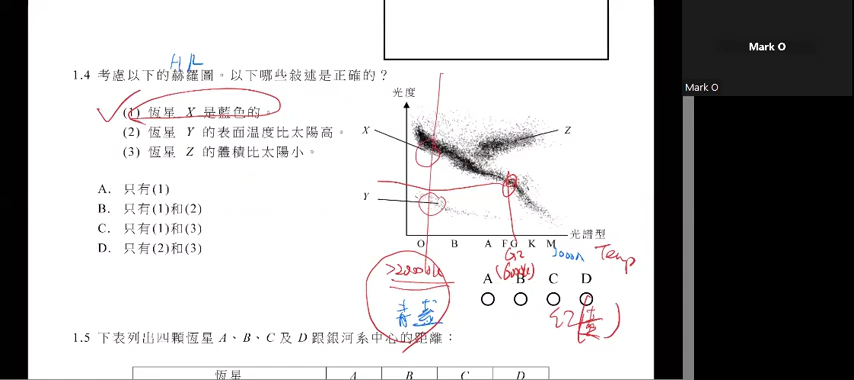 Mark O
Mark O
HR
1.4 考慮以下的赫羅圖。以下哪些敘述是正確的？
光度
(1) 恆星 X 是藍色的。
(2) 恆星 Y 的表面溫度比太陽高。
(3) 恆星 Z 的體積比太陽小。
X
Z
Y
A. 只有(1)
B. 只有(1)和(2)
C. 只有(1)和(3)
D. 只有(2)和(3)
光譜型
O B A F G K M
G2
3000K
Temp
A B C D
青藍
1.5 下表列出四顆恆星 A、B、C 及 D 跟銀河系中心的距離：
恆星 A B C D